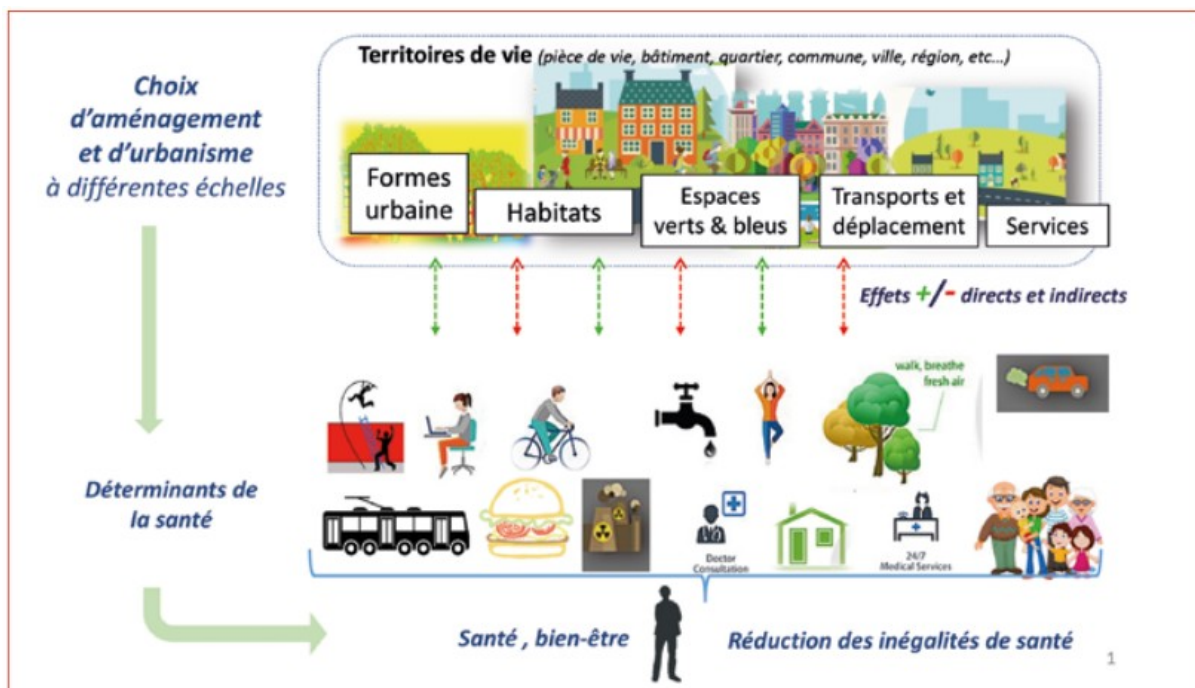 Territoires de vie (pièce de vie, bâtiment, quartier, commune, ville, région, etc...)
Choix
d'aménagement
et d'urbanisme
à différentes échelles
Formes
urbaine
Habitats
Espaces
verts & bleus
Transports et
déplacement
Services
Effets +/- directs et indirects
walk, breathe
fresh air
Déterminants de
la santé
Doctor
Consultation
24/7
Medical Services
Santé , bien-être
Réduction des inégalités de santé
1